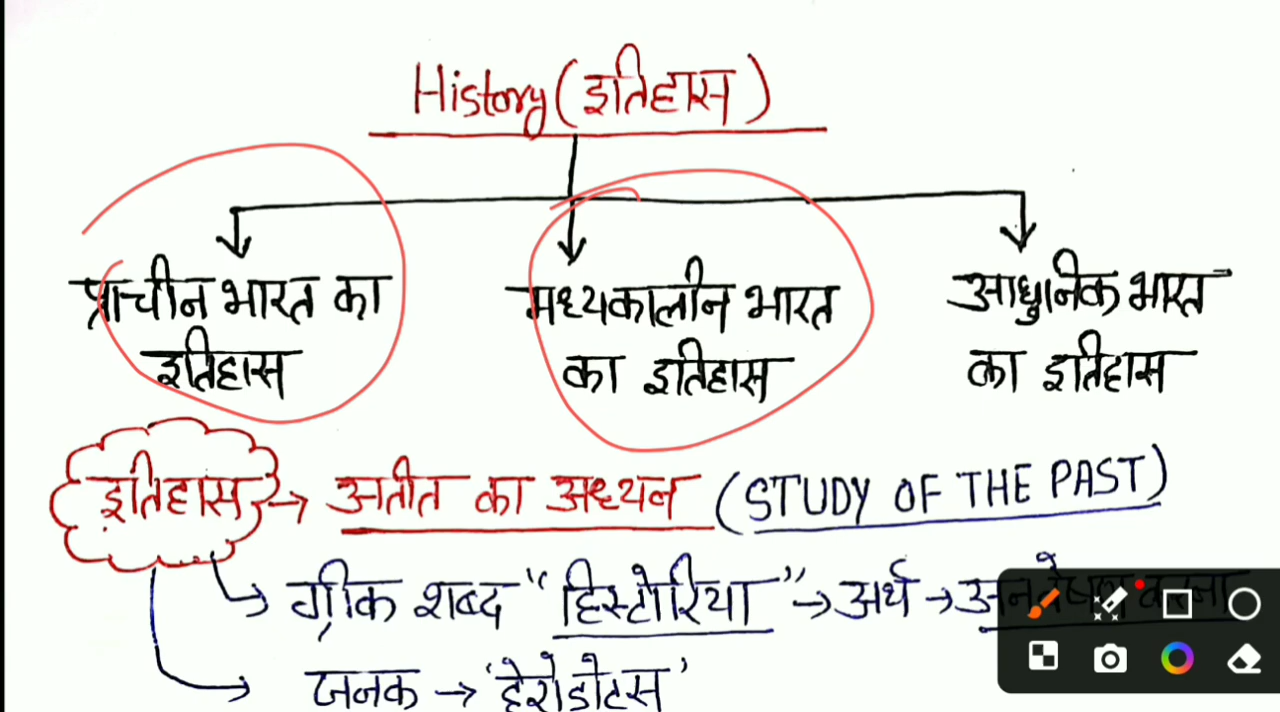 History (इतिहास)
प्राचीन भारत का
इतिहास
मध्यकालीन भारत
का इतिहास
आधुनिक भारत
का इतिहास
इतिहास → अतीत का अध्यन (STUDY OF THE PAST)
→ ग्रीक शब्द "हिस्टोरिया" → अर्थ →
→ जनक → 'हेरोडोटस'